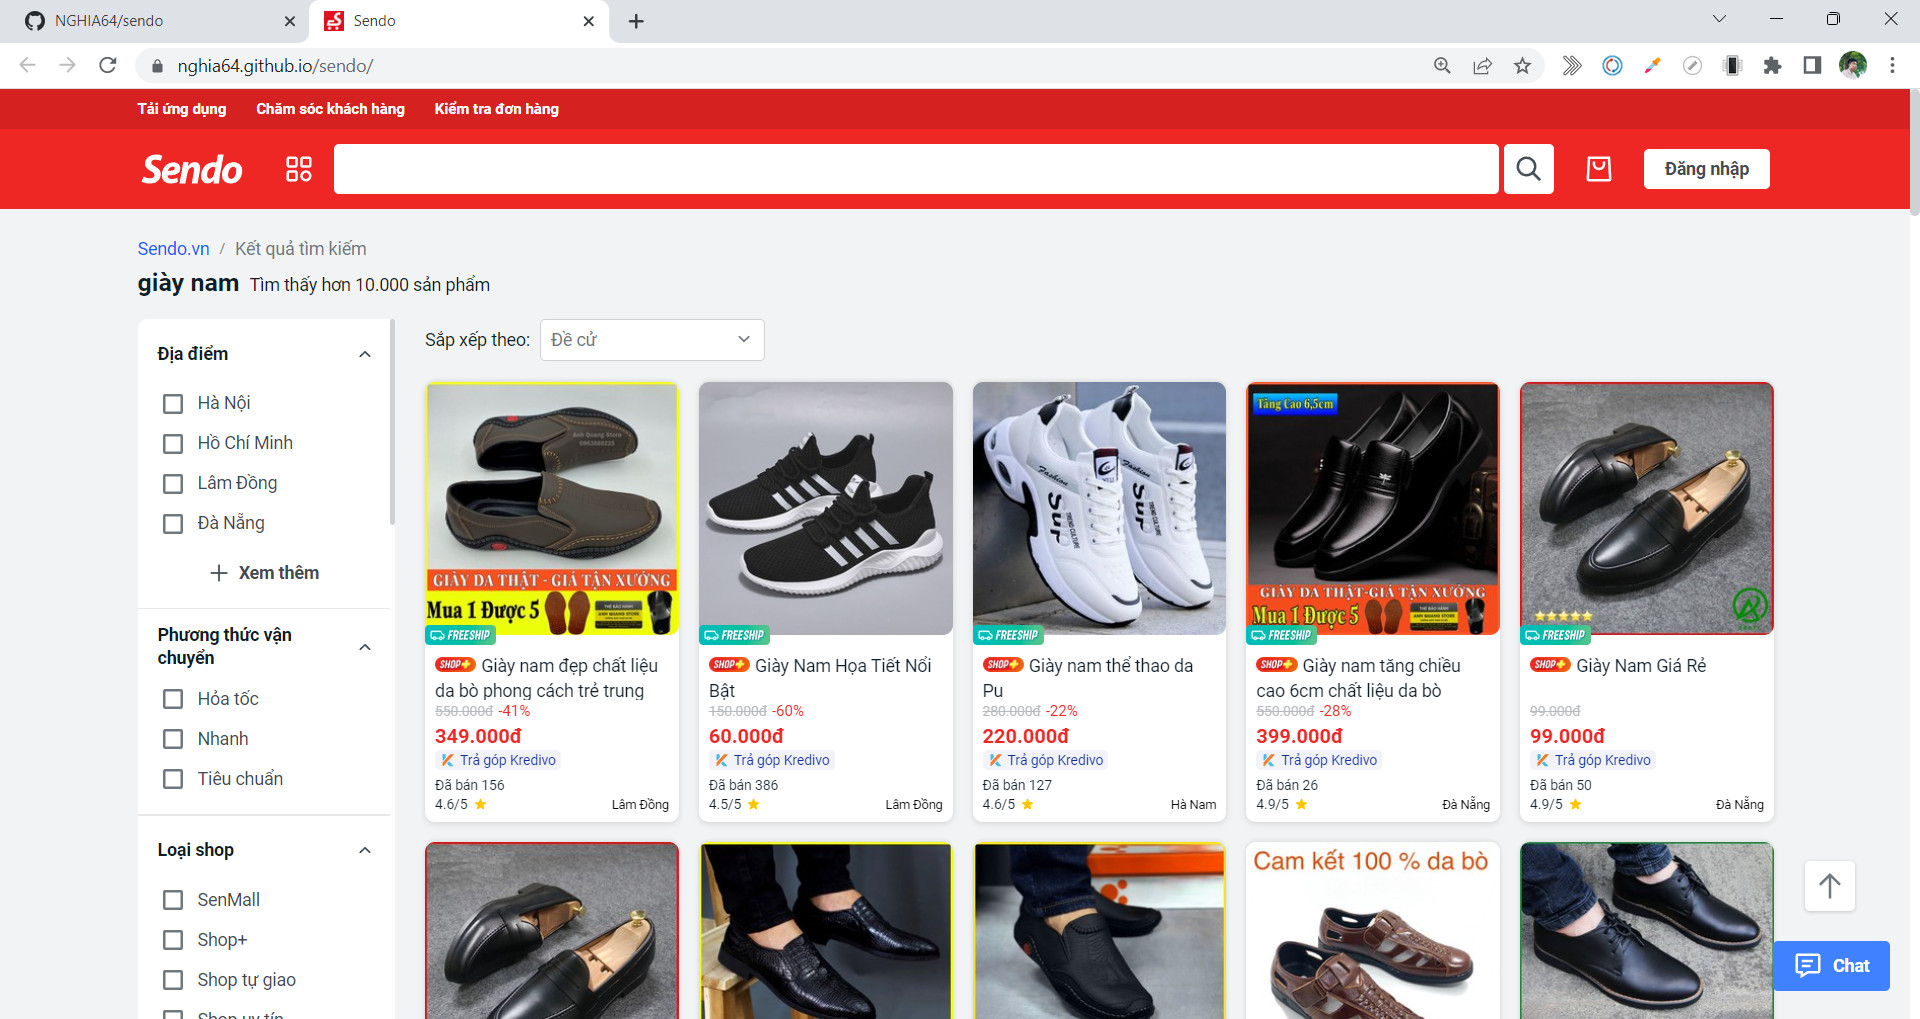 NGHIA64/sendo
Sendo
nghia64.github.io/sendo/
Tải ứng dụng
Chăm sóc khách hàng
Kiểm tra đơn hàng
Sendo
Đăng nhập
Sendo.vn / Kết quả tìm kiếm
giày nam Tìm thấy hơn 10.000 sản phẩm
Địa điểm
Hà Nội
Hồ Chí Minh
Lâm Đồng
Đà Nẵng
Xem thêm
Phương thức vận
chuyển
Hỏa tốc
Nhanh
Tiêu chuẩn
Loại shop
SenMall
Shop+
Shop tự giao
Shop uy tín
Sắp xếp theo: Đề cử
Anh Quang Store
GIÀY DA THẬT - GIÁ TẬN XƯỞNG
Mua 1 Được 5
FREESHIP
SHOP+ Giày nam đẹp chất liệu
da bò phong cách trẻ trung
550.000đ -41%
349.000đ
Trả góp Kredivo
Đã bán 156
4.6/5 Lâm Đồng
FREESHIP
SHOP+ Giày Nam Họa Tiết Nổi
Bật
150.000đ -60%
60.000đ
Trả góp Kredivo
Đã bán 386
4.5/5 Lâm Đồng
Fashion
Fashion
Sup
Sup
TREND CULTURE
FREESHIP
SHOP+ Giày nam thể thao da
Pu
280.000đ -22%
220.000đ
Trả góp Kredivo
Đã bán 127
4.6/5 Hà Nam
Tăng Cao 6,5cm
GIÀY DA THẬT-GIÁ TẬN XƯỞNG
Mua 1 Được 5
FREESHIP
SHOP+ Giày nam tăng chiều
cao 6cm chất liệu da bò
550.000đ -28%
399.000đ
Trả góp Kredivo
Đã bán 26
4.9/5 Đà Nẵng
FREESHIP
SHOP+ Giày Nam Giá Rẻ
99.000đ
99.000đ
Trả góp Kredivo
Đã bán 50
4.9/5 Đà Nẵng
Cam kết 100 % da bò
Chat